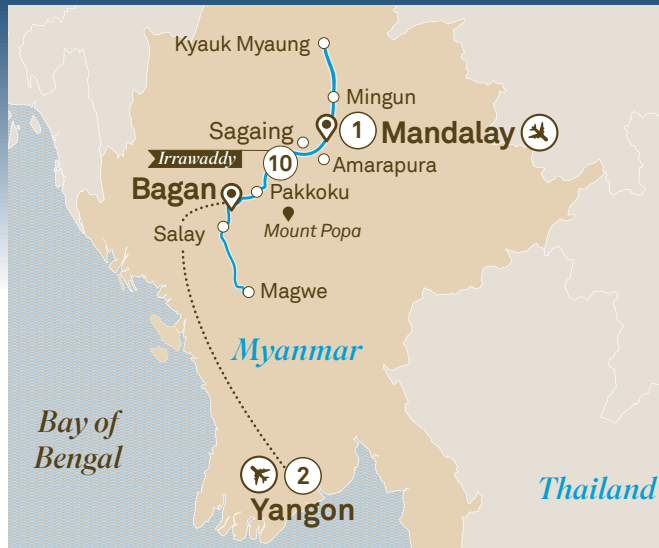 Kyauk Myaung
Mingun
Sagaing
1
Mandalay
Irrawaddy
10
Amarapura
Bagan
Pakkoku
Salay
Mount Popa
Magwe
Myanmar
Bay of
Bengal
2
Thailand
Yangon